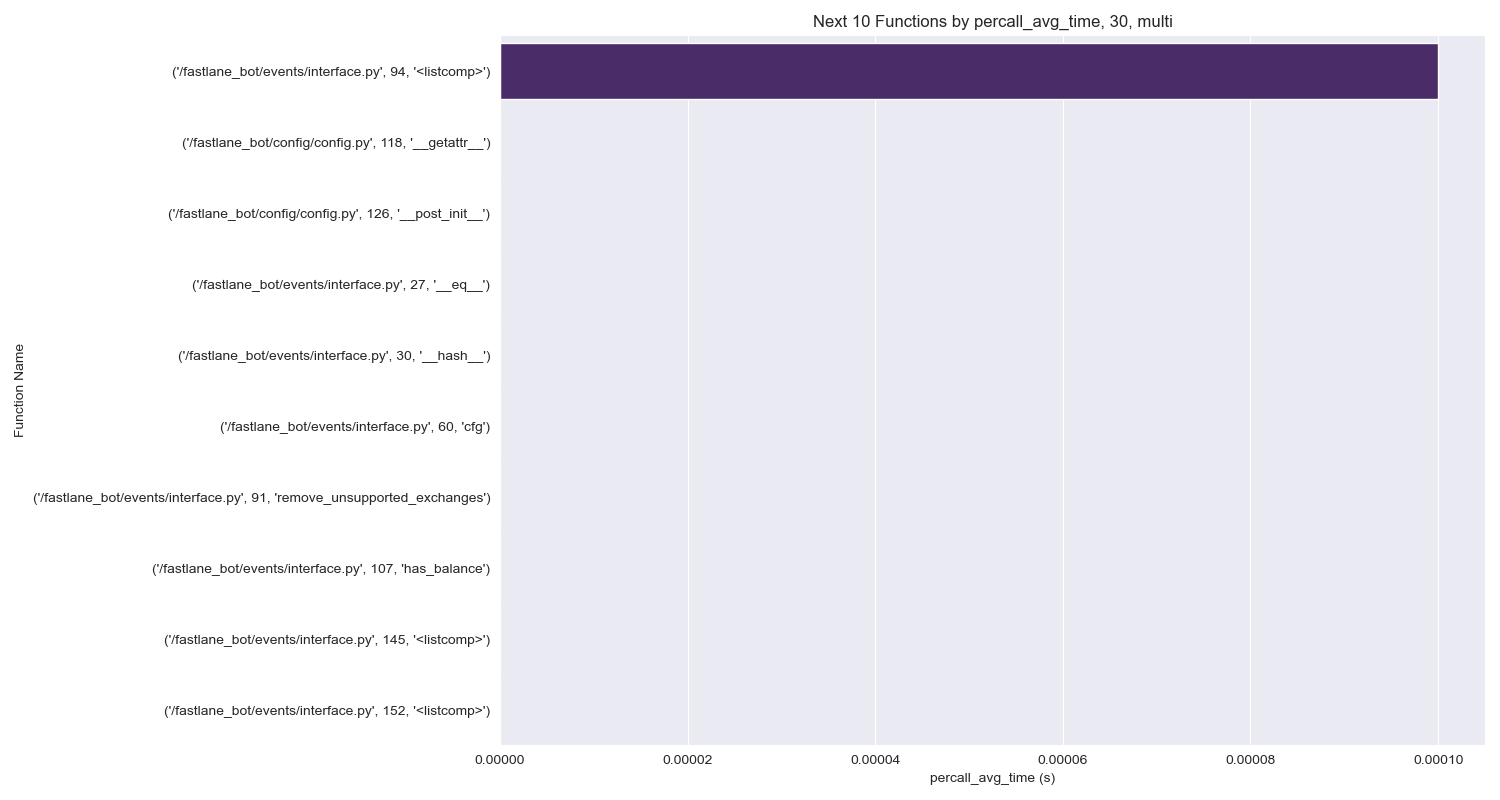 Next 10 Functions by percall_avg_time, 30, multi
('/fastlane_bot/events/interface.py', 94, '<listcomp>')
('/fastlane_bot/config/config.py', 118, '__getattr__')
('/fastlane_bot/config/config.py', 126, '__post_init__')
('/fastlane_bot/events/interface.py', 27, '__eq__')
('/fastlane_bot/events/interface.py', 30, '__hash__')
('/fastlane_bot/events/interface.py', 60, 'cfg')
('/fastlane_bot/events/interface.py', 91, 'remove_unsupported_exchanges')
('/fastlane_bot/events/interface.py', 107, 'has_balance')
('/fastlane_bot/events/interface.py', 145, '<listcomp>')
('/fastlane_bot/events/interface.py', 152, '<listcomp>')
Function Name
0.00000 0.00002 0.00004 0.00006 0.00008 0.00010
percall_avg_time (s)